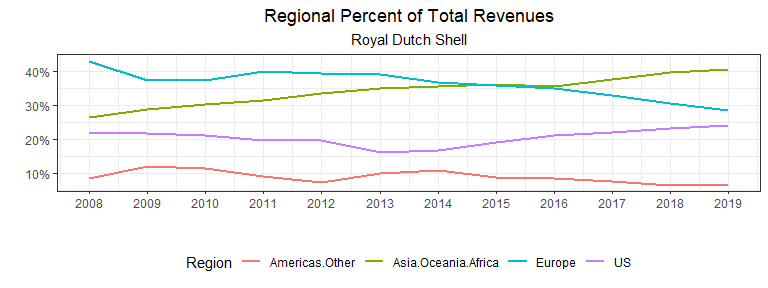 Regional Percent of Total Revenues
Royal Dutch Shell
40%
30%
20%
10%
2008 2009 2010 2011 2012 2013 2014 2015 2016 2017 2018 2019
Region Americas.Other Asia.Oceania.Africa Europe US